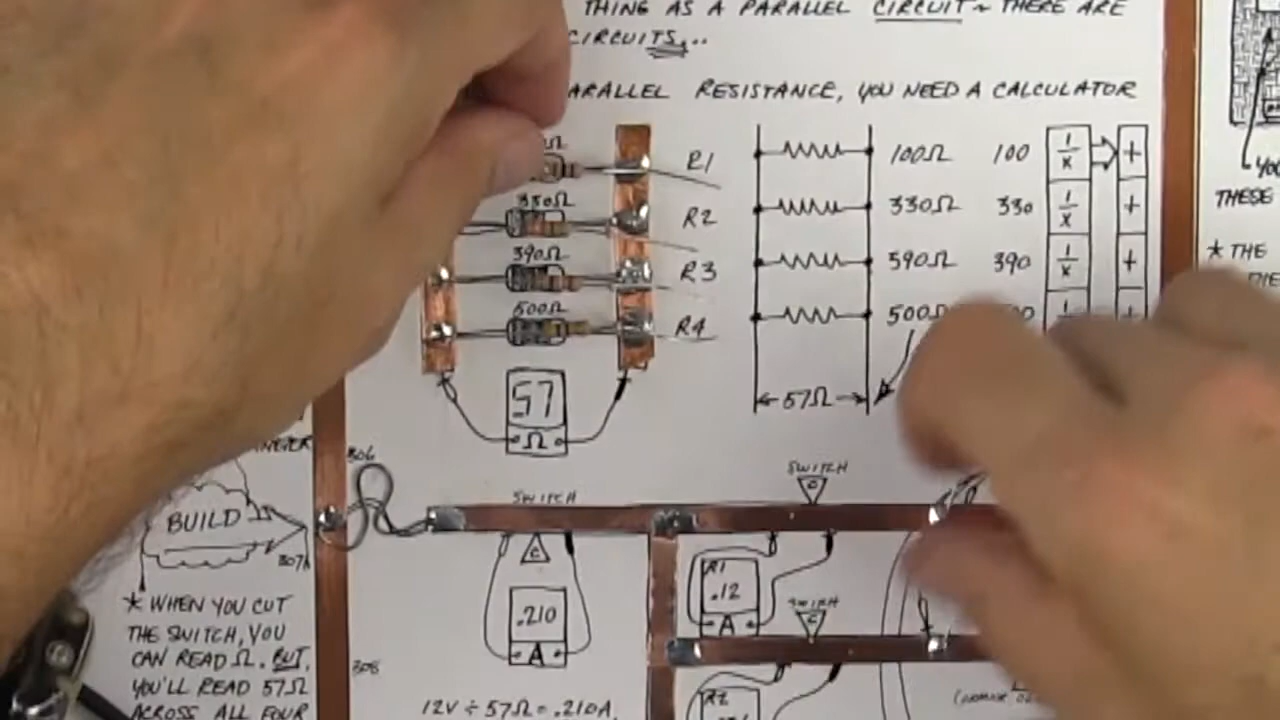 THING AS A PARALLEL CIRCUIT ~ THERE ARE
CIRCUITS...
ARALLEL RESISTANCE, YOU NEED A CALCULATOR
R1
100Ω 100 1/X +
330Ω
R2
330Ω 330 1/X +
390Ω
R3
590Ω 390 1/X +
500Ω
R4
500Ω
57
Ω
57Ω
THESE
* THE
306
BUILD
307
SWITCH
C
.210
A
SWITCH
C
R1
.12
A
SWITCH
C
R2
* WHEN YOU CUT
THE SWITCH, YOU
CAN READ Ω. BUT,
YOU'LL READ 57Ω
ACROSS ALL FOUR
308
12V ÷ 57Ω = .210A.